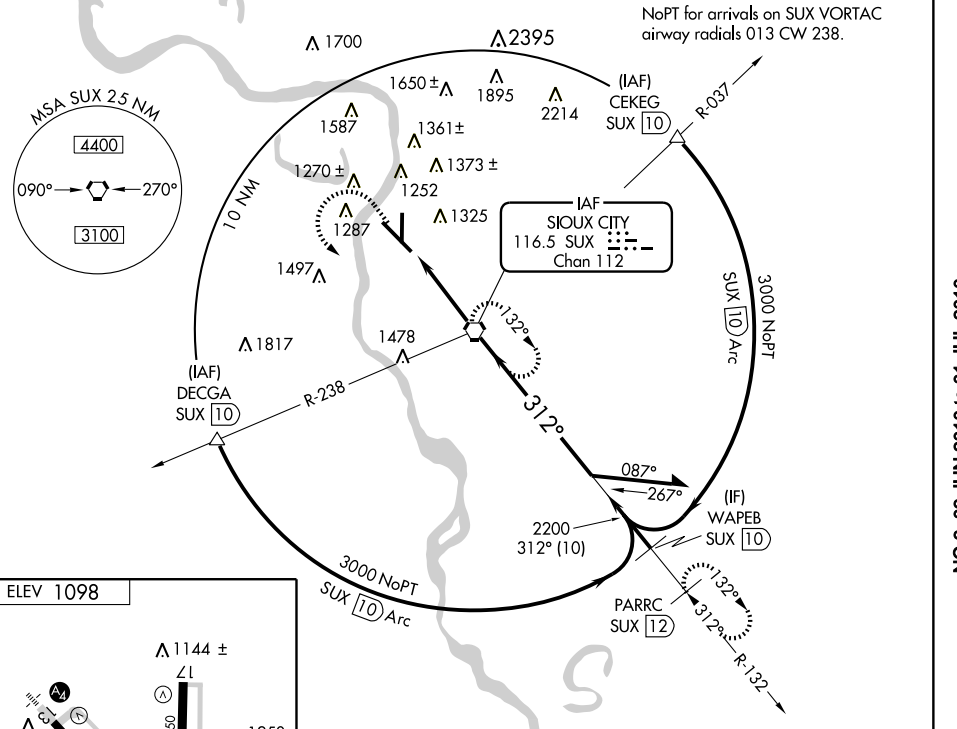 NoPT for arrivals on SUX VORTAC
airway radials 013 CW 238.
1700
2395
(IAF)
CEKEG
SUX 10
R-037
1650 ±
1895
2214
MSA SUX 25 NM
4400
090°
270°
3100
1587
1361±
1270 ±
1373 ±
1252
10 NM
1287
1325
IAF
SIOUX CITY
116.5 SUX
Chan 112
1497
3000 NoPT
SUX 10 Arc
132°
1817
1478
(IAF)
DECGA
SUX 10
R-238
312°
087°
267°
(IF)
WAPEB
SUX 10
2200
312° (10)
3000 NoPT
SUX 10 Arc
132°
PARRC
SUX 12
312°
R-132
ELEV 1098
1144 ±
17
A4
13
V
V